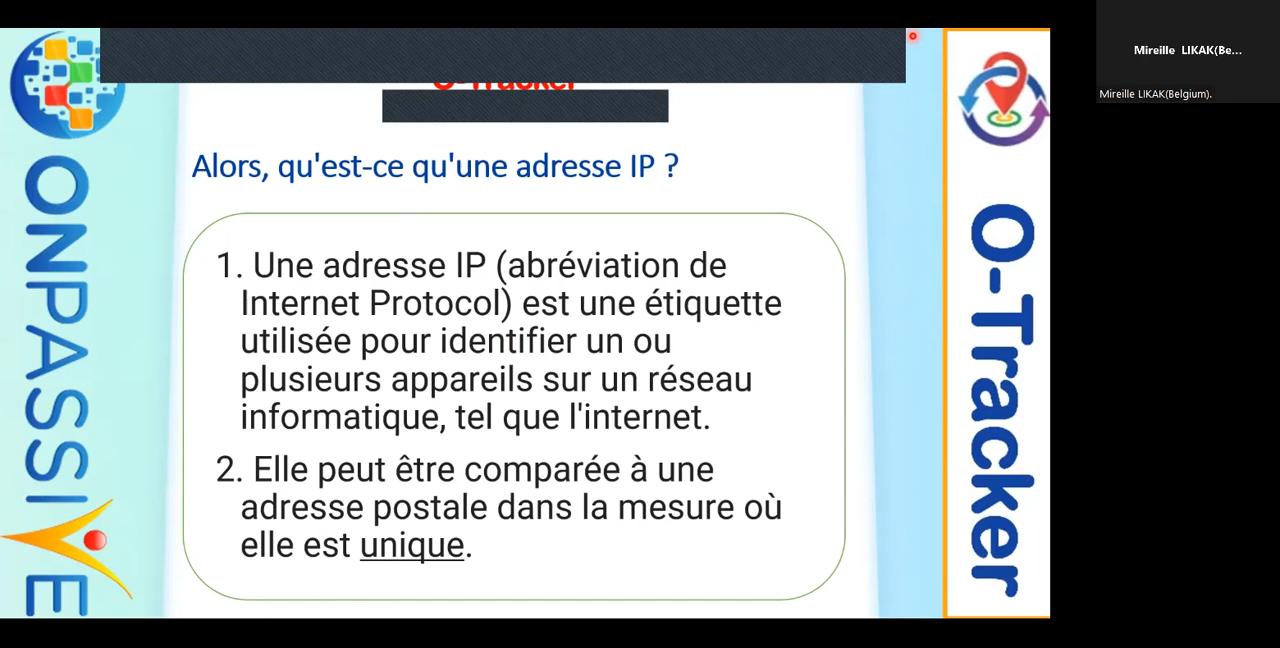 Mireille LIKAK(Be...
Mireille LIKAK(Belgium).
O-Tracker
Alors, qu'est-ce qu'une adresse IP ?
1. Une adresse IP (abréviation de
Internet Protocol) est une étiquette
utilisée pour identifier un ou
plusieurs appareils sur un réseau
informatique, tel que l'internet.
2. Elle peut être comparée à une
adresse postale dans la mesure où
elle est unique.
ONPASSIVE
O-Tracker